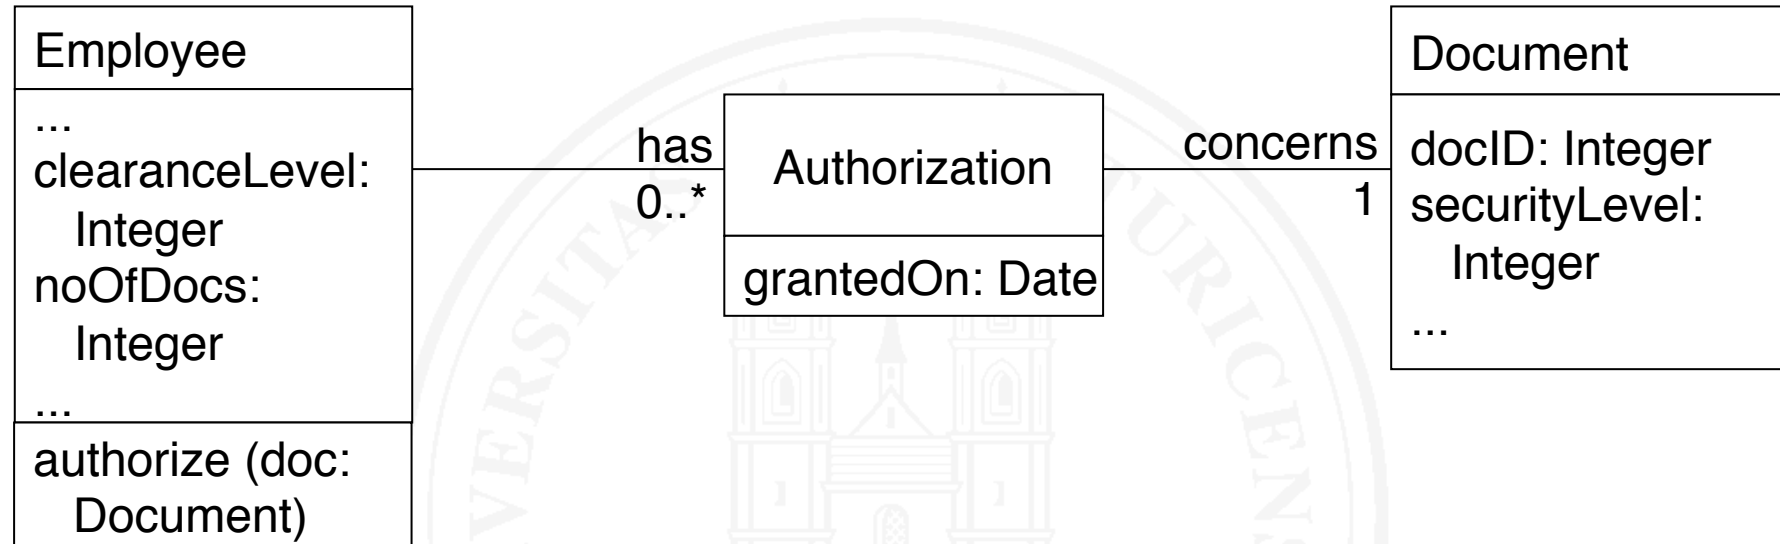 Employee
...
clearanceLevel:
Integer
noOfDocs:
Integer
...
authorize (doc:
Document)
has
0..*
Authorization
grantedOn: Date
concerns
1
Document
docID: Integer
securityLevel:
Integer
...